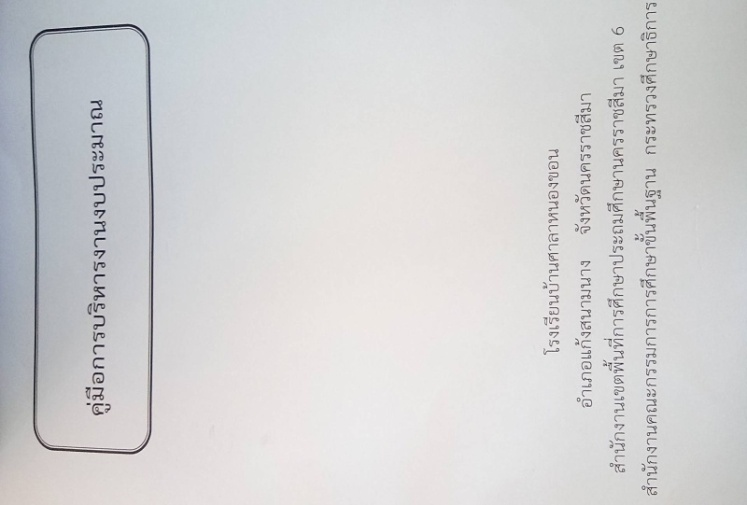 คู่มือการบริหารงานงบประมาณ
โรงเรียนบ้านศาลาหนองขอน
อำเภอแก้งสนามนาง จังหวัดนครราชสีมา
สำนักงานเขตพื้นที่การศึกษาประถมศึกษานครราชสีมา เขต 6
สำนักงานคณะกรรมการการศึกษาขั้นพื้นฐาน กระทรวงศึกษาธิการ